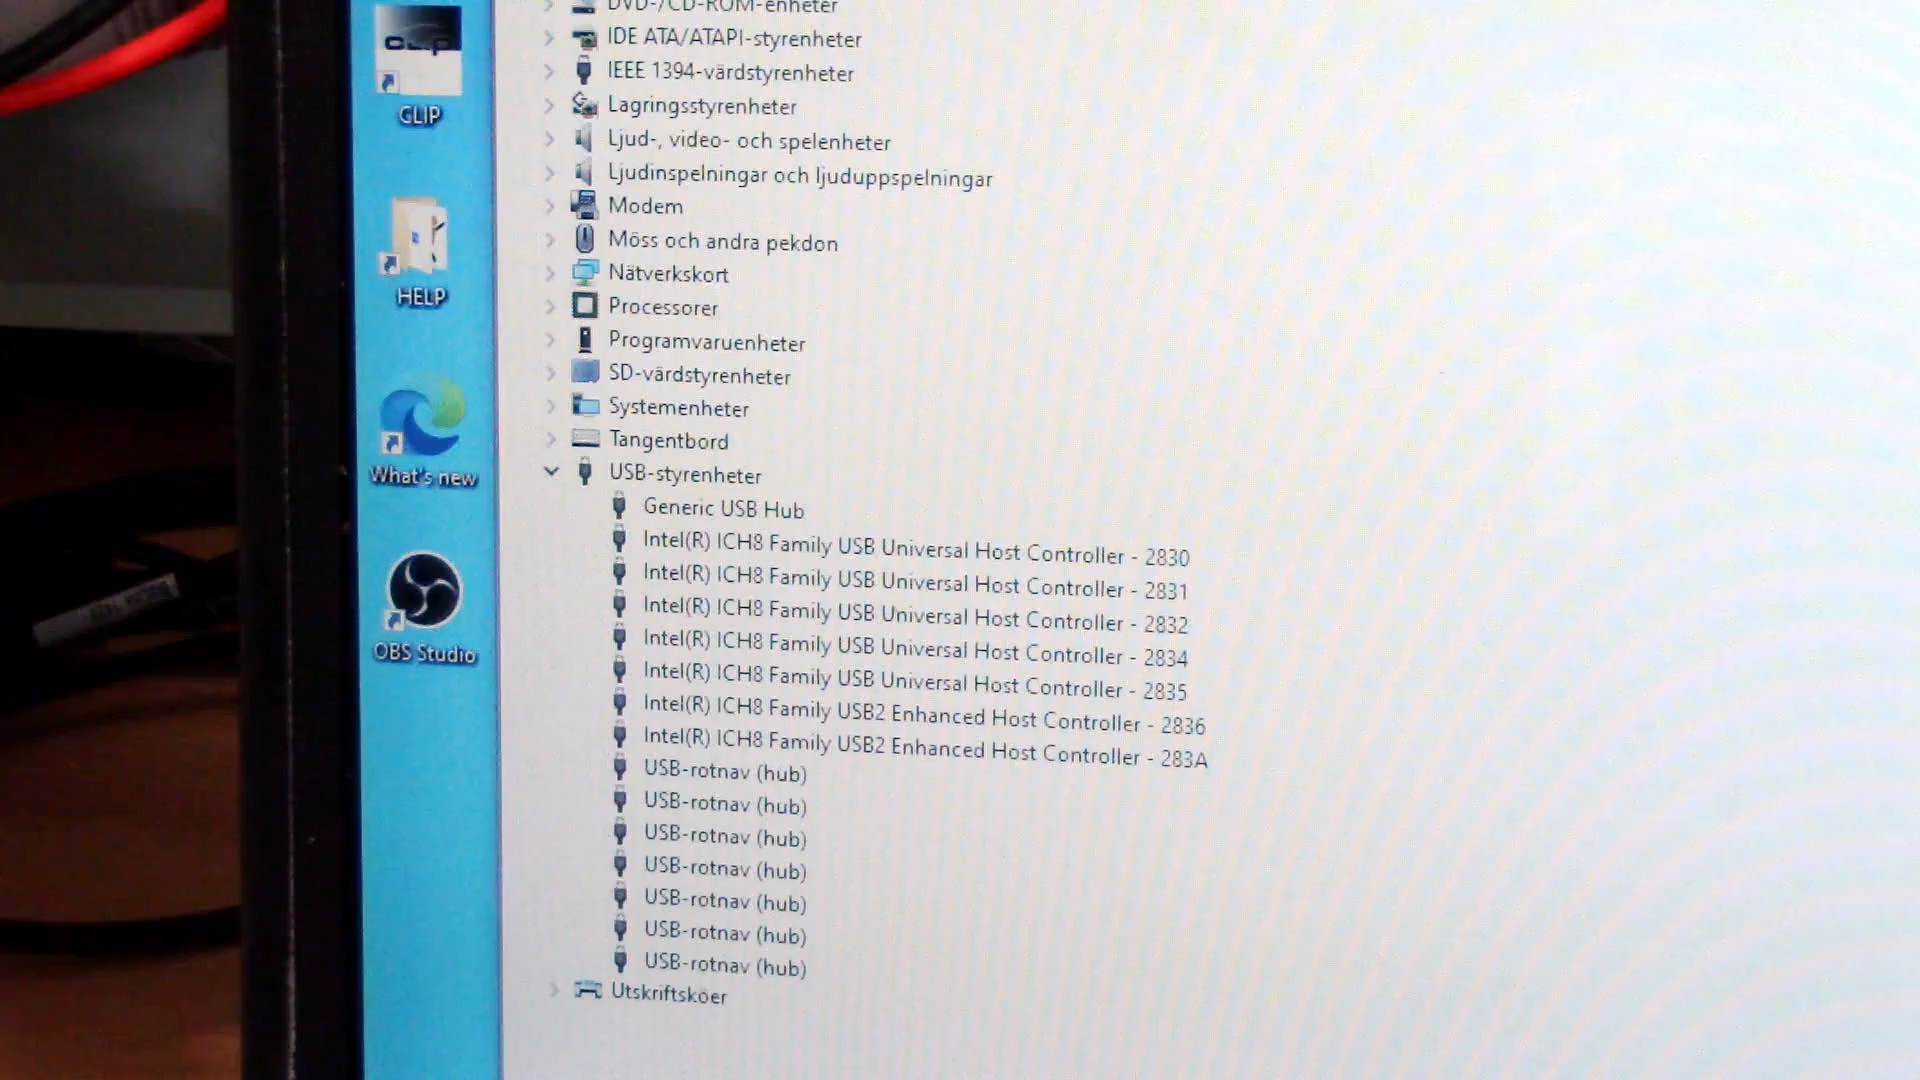 CLIP
CLIP
HELP
What's new
OBS Studio
DVD-/CD-ROM-enheter
IDE ATA/ATAPI-styrenheter
IEEE 1394-värdstyrenheter
Lagringsstyrenheter
Ljud-, video- och spelenheter
Ljudinspelningar och ljuduppspelningar
Modem
Möss och andra pekdon
Nätverkskort
Processorer
Programvaruenheter
SD-värdstyrenheter
Systemenheter
Tangentbord
USB-styrenheter
Generic USB Hub
Intel(R) ICH8 Family USB Universal Host Controller - 2830
Intel(R) ICH8 Family USB Universal Host Controller - 2831
Intel(R) ICH8 Family USB Universal Host Controller - 2832
Intel(R) ICH8 Family USB Universal Host Controller - 2834
Intel(R) ICH8 Family USB Universal Host Controller - 2835
Intel(R) ICH8 Family USB2 Enhanced Host Controller - 2836
Intel(R) ICH8 Family USB2 Enhanced Host Controller - 283A
USB-rotnav (hub)
USB-rotnav (hub)
USB-rotnav (hub)
USB-rotnav (hub)
USB-rotnav (hub)
USB-rotnav (hub)
USB-rotnav (hub)
Utskriftsköer